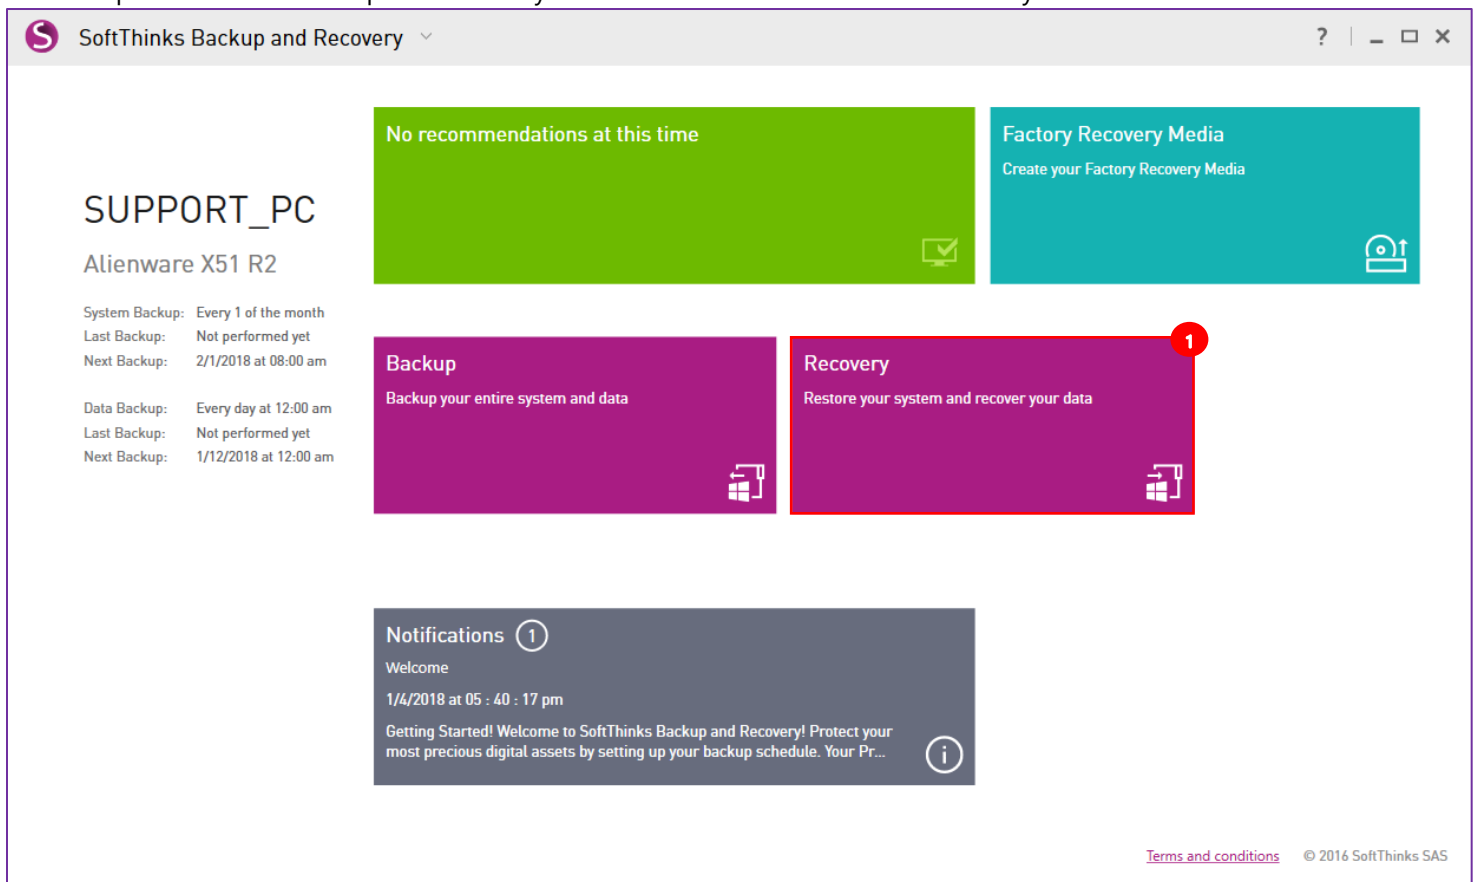 SoftThinks Backup and Recovery
?
No recommendations at this time
Factory Recovery Media
Create your Factory Recovery Media
SUPPORT_PC
Alienware X51 R2
System Backup: Every 1 of the month
Last Backup: Not performed yet
Next Backup: 2/1/2018 at 08:00 am
Data Backup: Every day at 12:00 am
Last Backup: Not performed yet
Next Backup: 1/12/2018 at 12:00 am
Backup
Backup your entire system and data
1
Recovery
Restore your system and recover your data
Notifications 1
Welcome
1/4/2018 at 05 : 40 : 17 pm
Getting Started! Welcome to SoftThinks Backup and Recovery! Protect your
most precious digital assets by setting up your backup schedule. Your Pr...
Terms and conditions © 2016 SoftThinks SAS